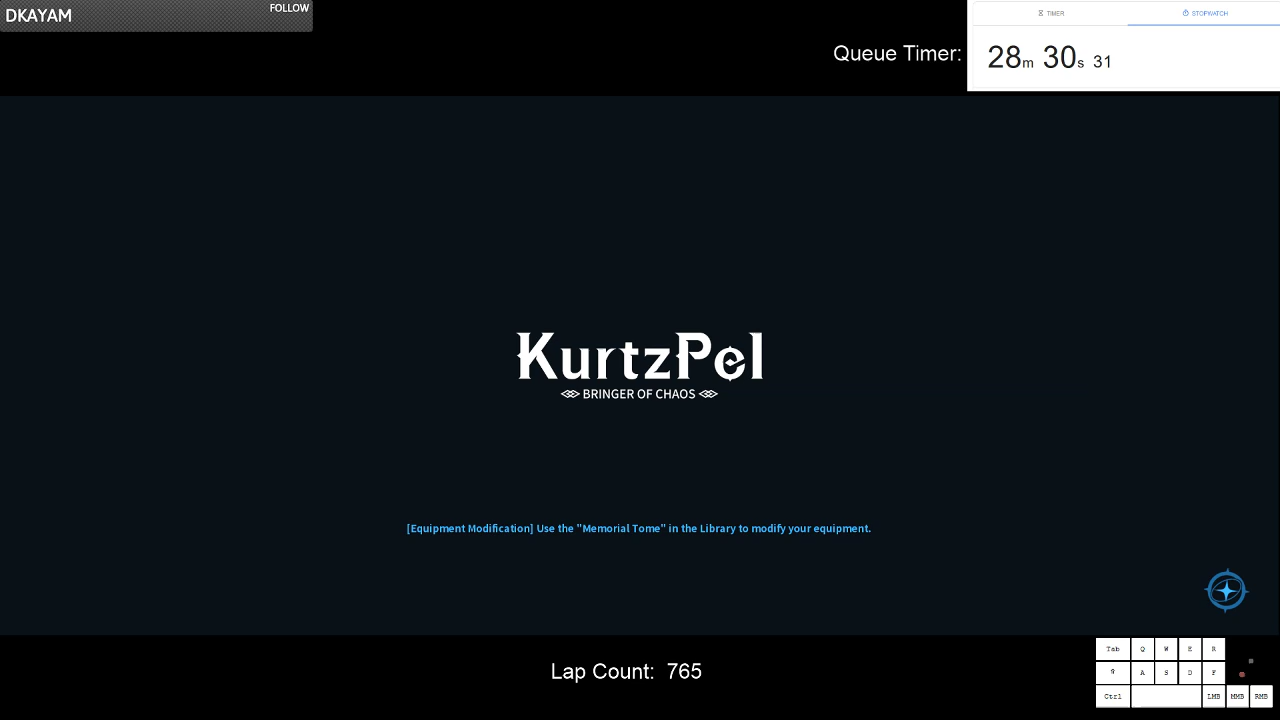 DKAYAM
FOLLOW
TIMER
STOPWATCH
Queue Timer:
28m 30s 31
KurtzPel
BRINGER OF CHAOS
[Equipment Modification] Use the "Memorial Tome" in the Library to modify your equipment.
Lap Count: 765
Tab Q W E R
A S D F
Ctrl LMB MMB RMB